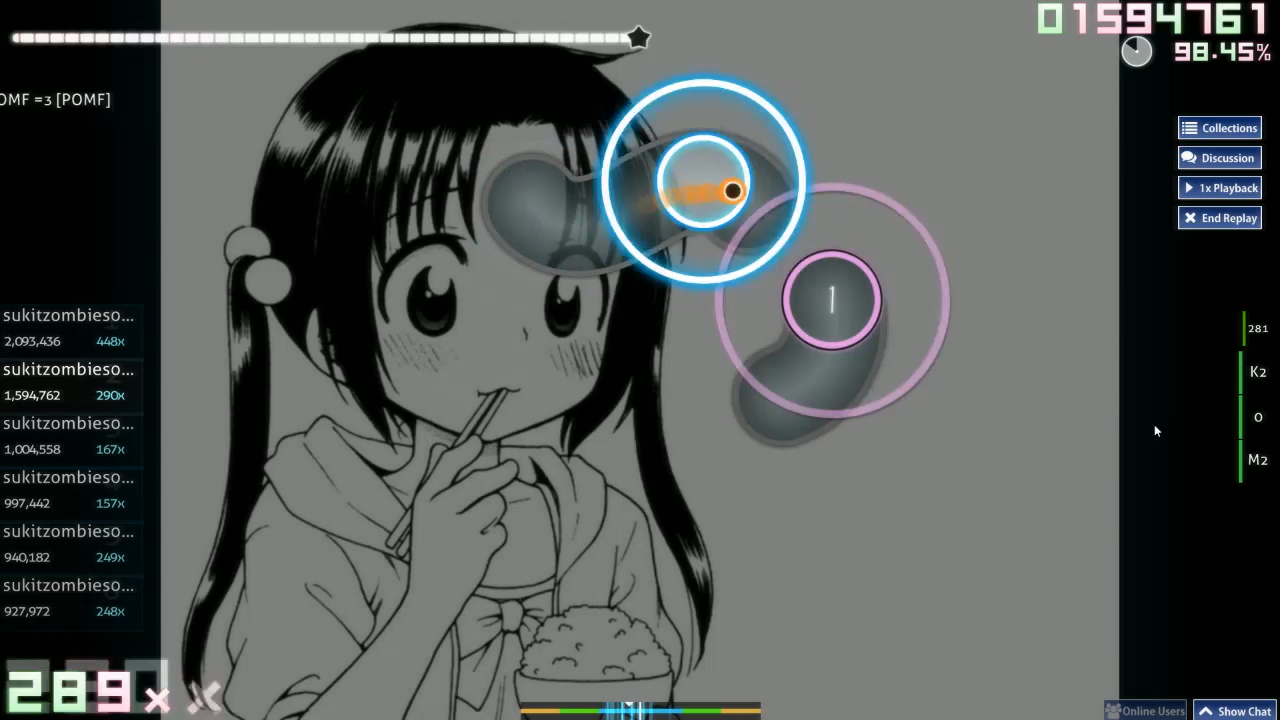 01594761
98.45%
OMF =3 [POMF]
Collections
Discussion
1x Playback
End Replay
1
sukitzombieso...
2,093,436 448x
sukitzombieso...
1,594,762 290x
sukitzombieso...
1,004,558 167x
sukitzombieso...
997,442 157x
sukitzombieso...
940,182 249x
sukitzombieso...
927,972 248x
281
K2
0
M2
289x
Online Users
Show Chat